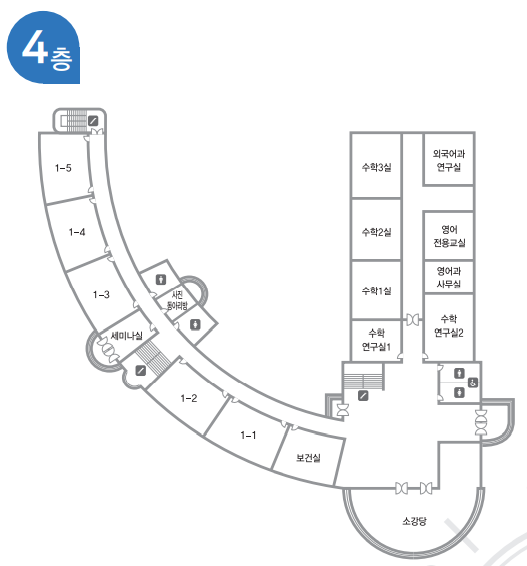 4층
1-5
1-4
1-3
세미나실
사진
동아리방
1-2
1-1
보건실
소강당
수학3실
수학2실
수학1실
수학
연구실1
외국어과
연구실
영어
전용교실
영어과
사무실
수학
연구실2